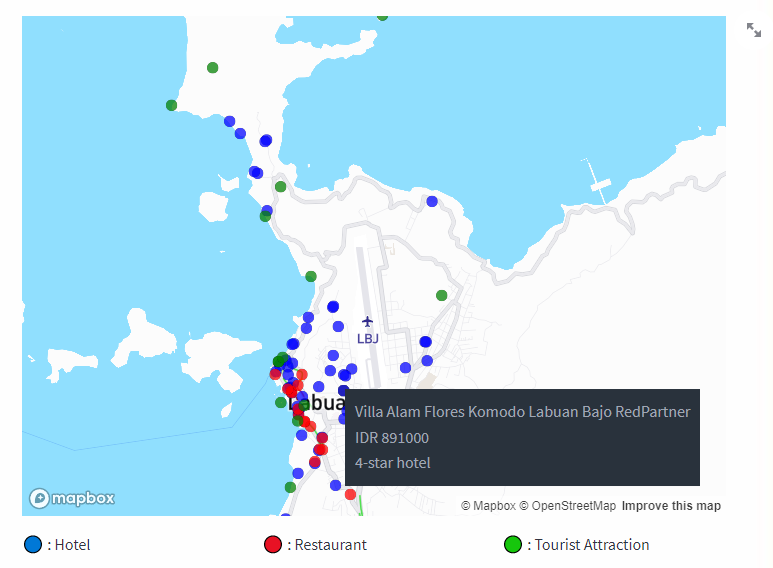 LBJ
Labua
Villa Alam Flores Komodo Labuan Bajo RedPartner
IDR 891000
4-star hotel
mapbox
© Mapbox © OpenStreetMap Improve this map
: Hotel
: Restaurant
: Tourist Attraction